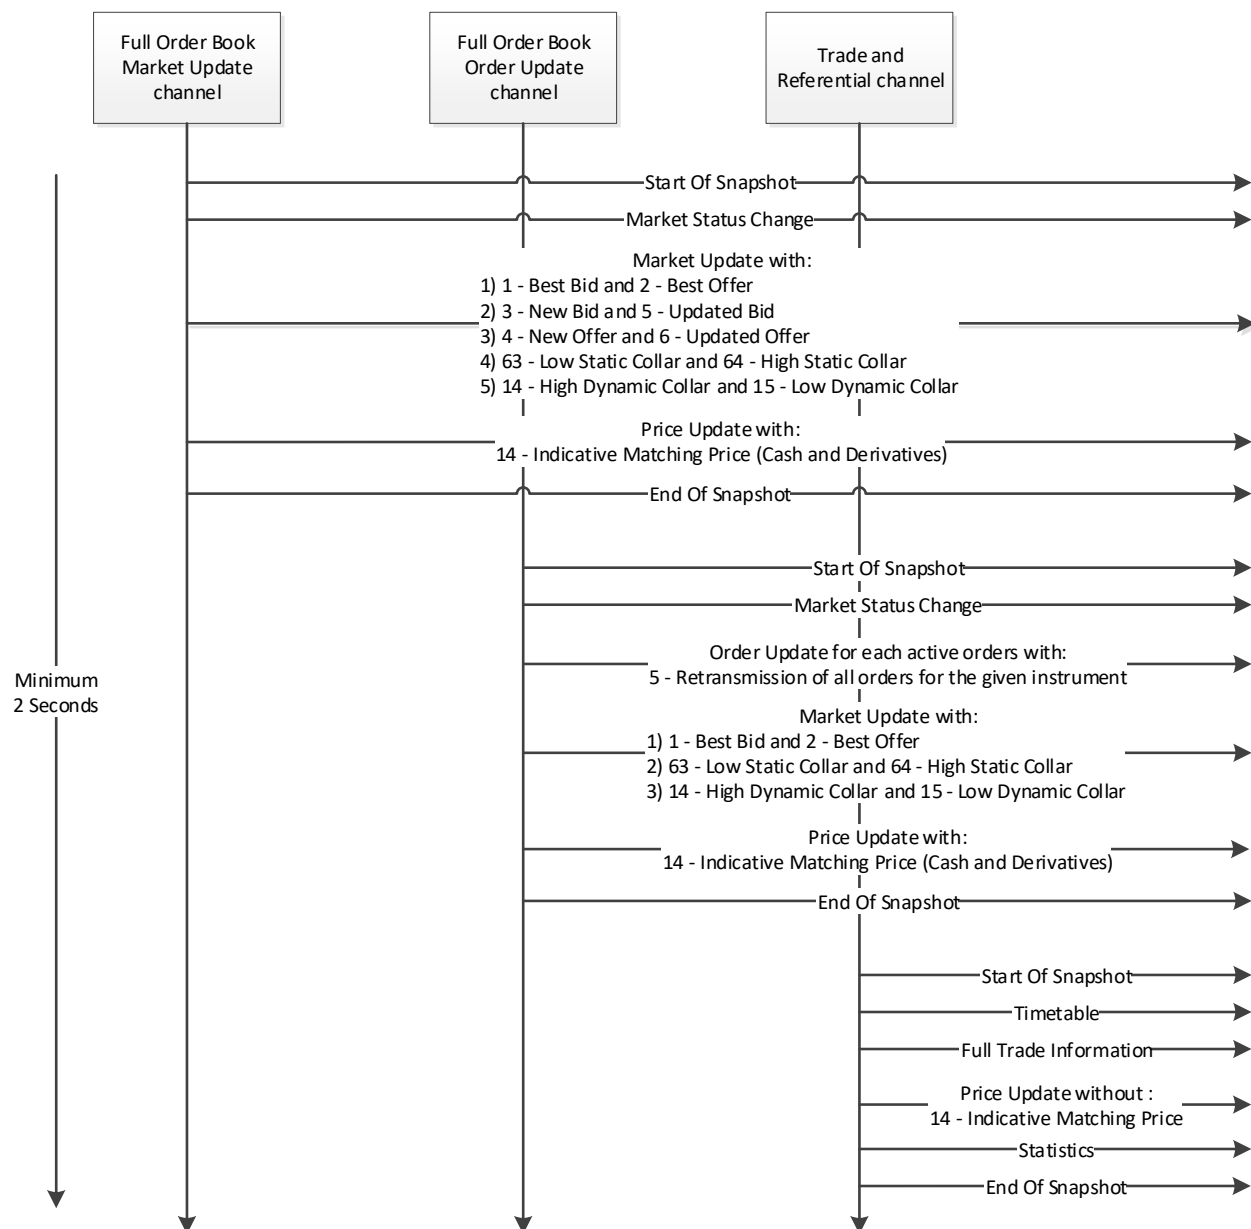 Full Order Book
Market Update
channel
Full Order Book
Order Update
channel
Trade and
Referential channel
Start Of Snapshot
Market Status Change
Market Update with:
1) 1 - Best Bid and 2 - Best Offer
2) 3 - New Bid and 5 - Updated Bid
3) 4 - New Offer and 6 - Updated Offer
4) 63 - Low Static Collar and 64 - High Static Collar
5) 14 - High Dynamic Collar and 15 - Low Dynamic Collar
Price Update with:
14 - Indicative Matching Price (Cash and Derivatives)
End Of Snapshot
Start Of Snapshot
Market Status Change
Order Update for each active orders with:
5 - Retransmission of all orders for the given instrument
Minimum
2 Seconds
Market Update with:
1) 1 - Best Bid and 2 - Best Offer
2) 63 - Low Static Collar and 64 - High Static Collar
3) 14 - High Dynamic Collar and 15 - Low Dynamic Collar
Price Update with:
14 - Indicative Matching Price (Cash and Derivatives)
End Of Snapshot
Start Of Snapshot
Timetable
Full Trade Information
Price Update without :
14 - Indicative Matching Price
Statistics
End Of Snapshot